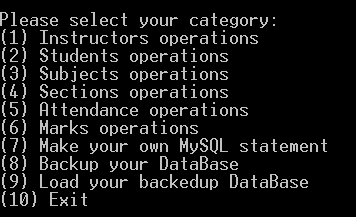 Please select your category:
(1) Instructors operations
(2) Students operations
(3) Subjects operations
(4) Sections operations
(5) Attendance operations
(6) Marks operations
(7) Make your own MySQL statement
(8) Backup your DataBase
(9) Load your backedup DataBase
(10) Exit